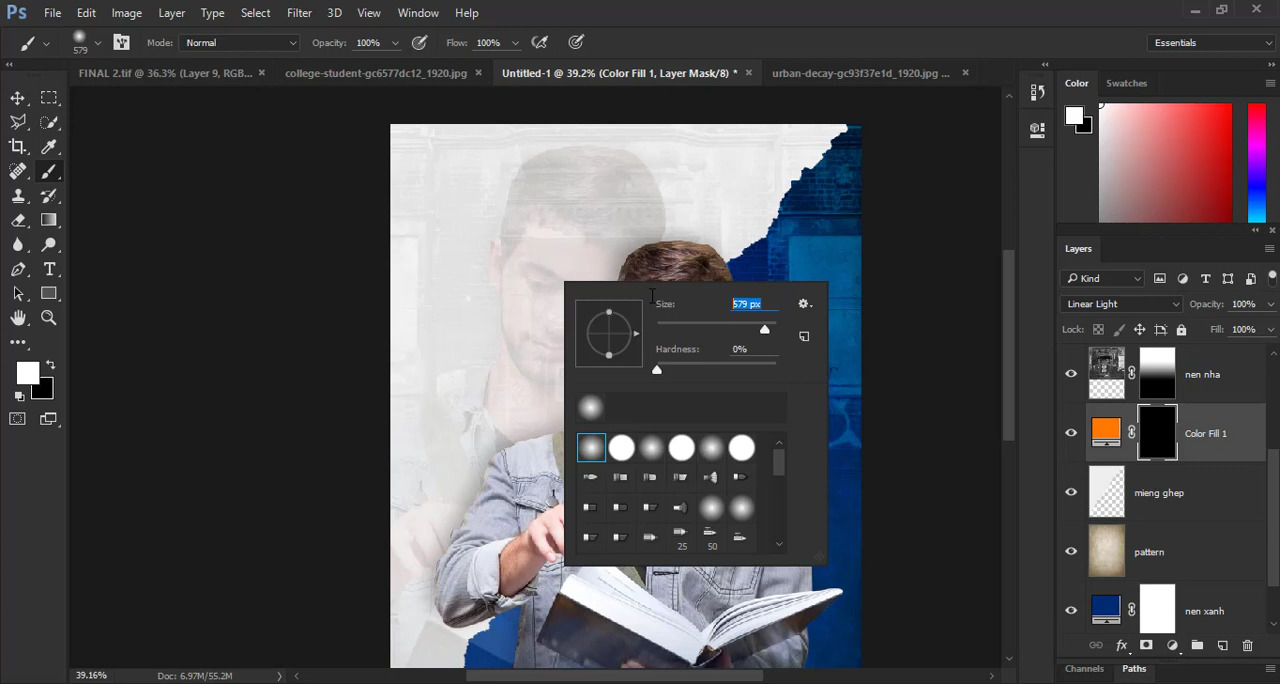 Ps File Edit Image Layer Type Select Filter 3D View Window Help
579 Mode: Normal Opacity: 100% Flow: 100% Essentials
FINAL 2.tif @ 36.3% (Layer 9, RGB... × college-student-gc6577dc12_1920.jpg × Untitled-1 @ 39.2% (Color Fill 1, Layer Mask/8) * × urban-decay-gc93f37e1d_1920.jpg ... ×
Color Swatches
Size: 579 px
Hardness: 0%
25 50
Layers
Kind
Linear Light Opacity: 100%
Lock: Fill: 100%
nen nha
Color Fill 1
mieng ghep
pattern
nen xanh
fx
Channels Paths
39.16% Doc: 6.97M/55.2M